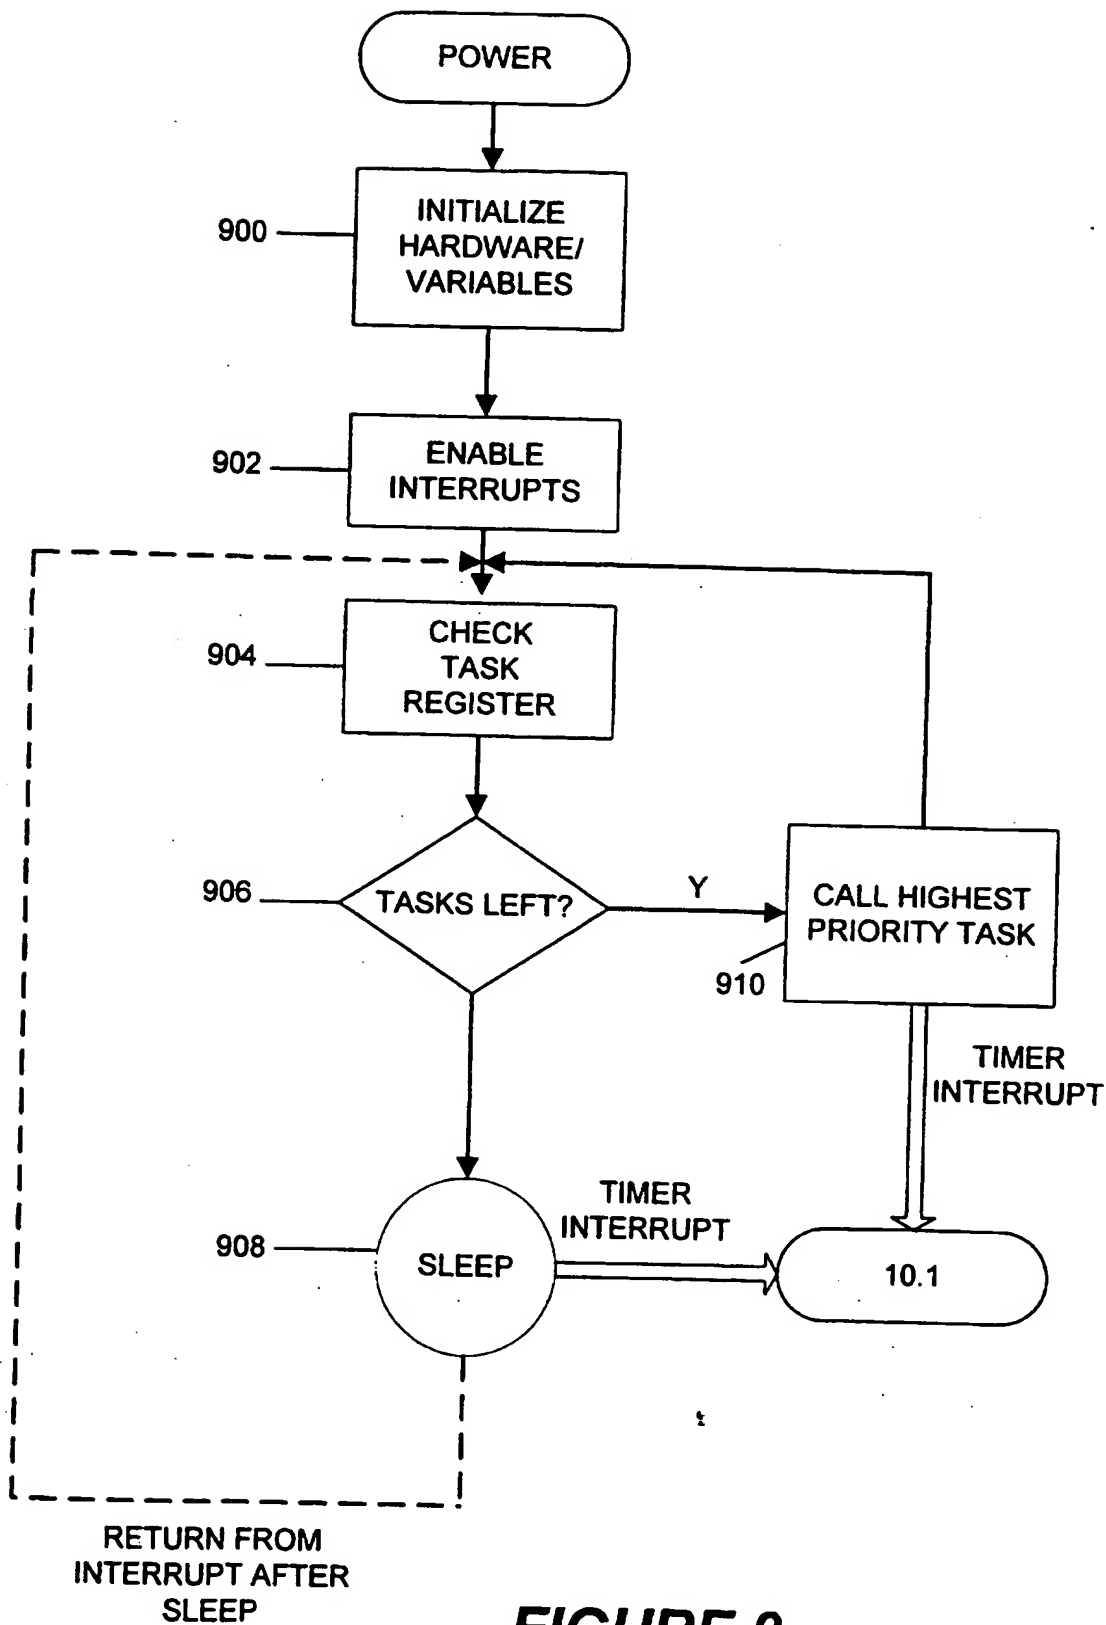 POWER
900
INITIALIZE
HARDWARE/
VARIABLES
902
ENABLE
INTERRUPTS
904
CHECK
TASK
REGISTER
906
TASKS LEFT?
Y
CALL HIGHEST
PRIORITY TASK
910
TIMER
INTERRUPT
908
SLEEP
TIMER
INTERRUPT
10.1
RETURN FROM
INTERRUPT AFTER
SLEEP
FIGURE